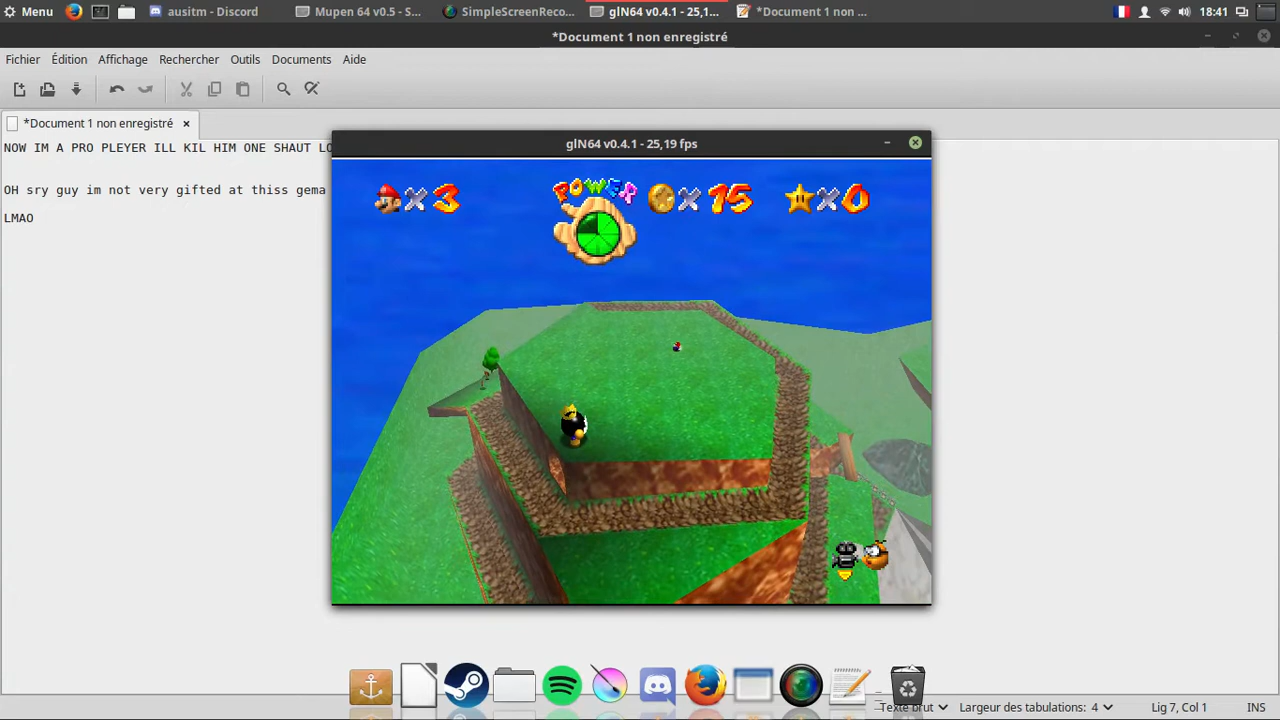 Menu
ausitm - Discord
Mupen 64 v0.5 - S...
SimpleScreenReco...
glN64 v0.4.1 - 25,1...
*Document 1 non ...
18:41
*Document 1 non enregistré
Fichier Édition Affichage Rechercher Outils Documents Aide
*Document 1 non enregistré ×
NOW IM A PRO PLEYER ILL KIL HIM ONE SHAUT LO
OH sry guy im not very gifted at thiss gema
LMAO
glN64 v0.4.1 - 25,19 fps
×3
POWER
×15
×0
Texte brut
Largeur des tabulations: 4
Lig 7, Col 1
INS